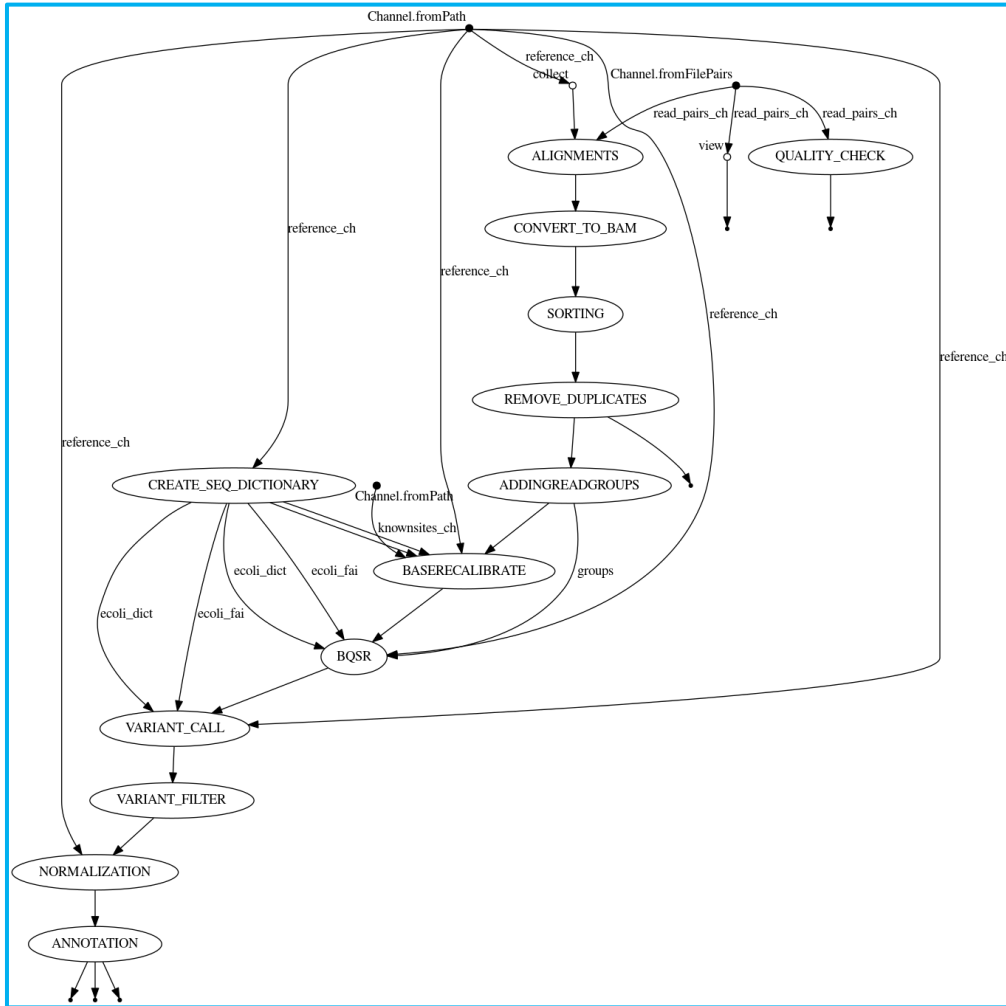 Channel.fromPath
reference_ch
collect
Channel.fromFilePairs
read_pairs_ch
read_pairs_ch
read_pairs_ch
view
ALIGNMENTS
QUALITY_CHECK
reference_ch
CONVERT_TO_BAM
reference_ch
SORTING
reference_ch
reference_ch
REMOVE_DUPLICATES
reference_ch
CREATE_SEQ_DICTIONARY
Channel.fromPath
ADDINGREADGROUPS
knownsites_ch
ecoli_dict
ecoli_fai
BASERECALIBRATE
groups
ecoli_dict
ecoli_fai
BQSR
VARIANT_CALL
VARIANT_FILTER
NORMALIZATION
ANNOTATION